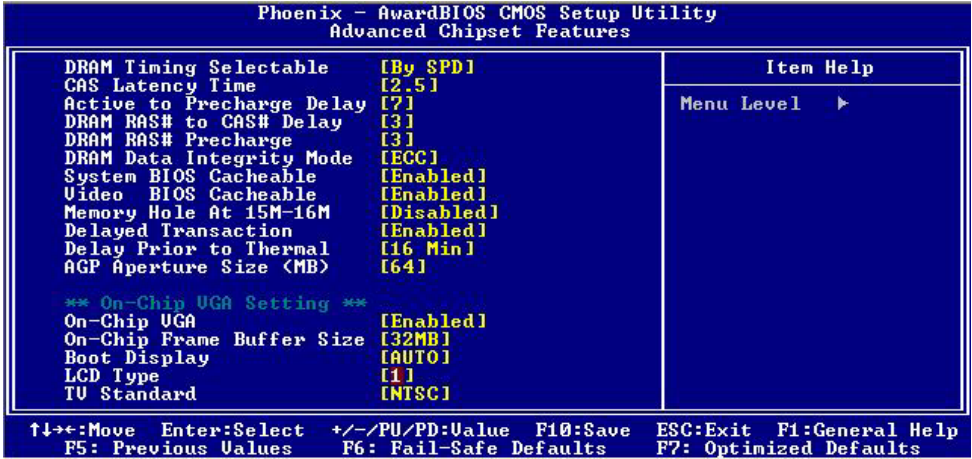 Phoenix - AwardBIOS CMOS Setup Utility
Advanced Chipset Features
DRAM Timing Selectable [By SPD]
CAS Latency Time [2.5]
Active to Precharge Delay [7]
DRAM RAS# to CAS# Delay [3]
DRAM RAS# Precharge [3]
DRAM Data Integrity Mode [ECC]
System BIOS Cacheable [Enabled]
Video BIOS Cacheable [Enabled]
Memory Hole At 15M-16M [Disabled]
Delayed Transaction [Enabled]
Delay Prior to Thermal [16 Min]
AGP Aperture Size (MB) [64]
** On-Chip VGA Setting **
On-Chip VGA [Enabled]
On-Chip Frame Buffer Size [32MB]
Boot Display [AUTO]
LCD Type [1]
TV Standard [NTSC]
Item Help
Menu Level ▶
↑↓→←:Move Enter:Select +/-/PU/PD:Value F10:Save ESC:Exit F1:General Help
F5: Previous Values F6: Fail-Safe Defaults F7: Optimized Defaults